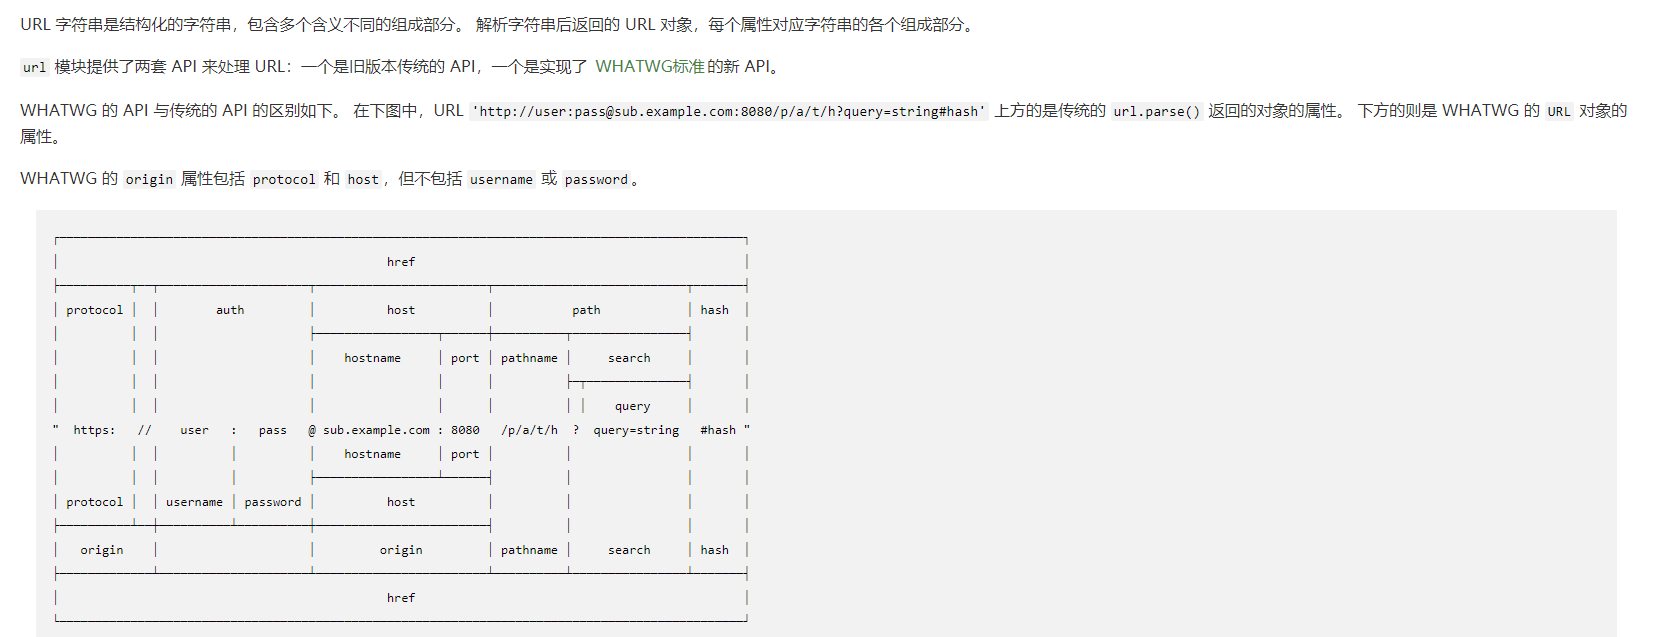 URL 字符串是结构化的字符串，包含多个含义不同的组成部分。 解析字符串后返回的 URL 对象，每个属性对应字符串的各个组成部分。
url 模块提供了两套 API 来处理 URL：一个是旧版本传统的 API，一个是实现了 WHATWG标准的新 API。
WHATWG 的 API 与传统的 API 的区别如下。 在下图中，URL 'http://user:pass@sub.example.com:8080/p/a/t/h?query=string#hash' 上方的是传统的 url.parse() 返回的对象的属性。 下方的则是 WHATWG 的 URL 对象的
属性。
WHATWG 的 origin 属性包括 protocol 和 host，但不包括 username 或 password。
href
protocol auth host path hash
hostname port pathname search
query
" https: // user : pass @ sub.example.com : 8080 /p/a/t/h ? query=string #hash "
hostname port
protocol username password host
origin origin pathname search hash
href